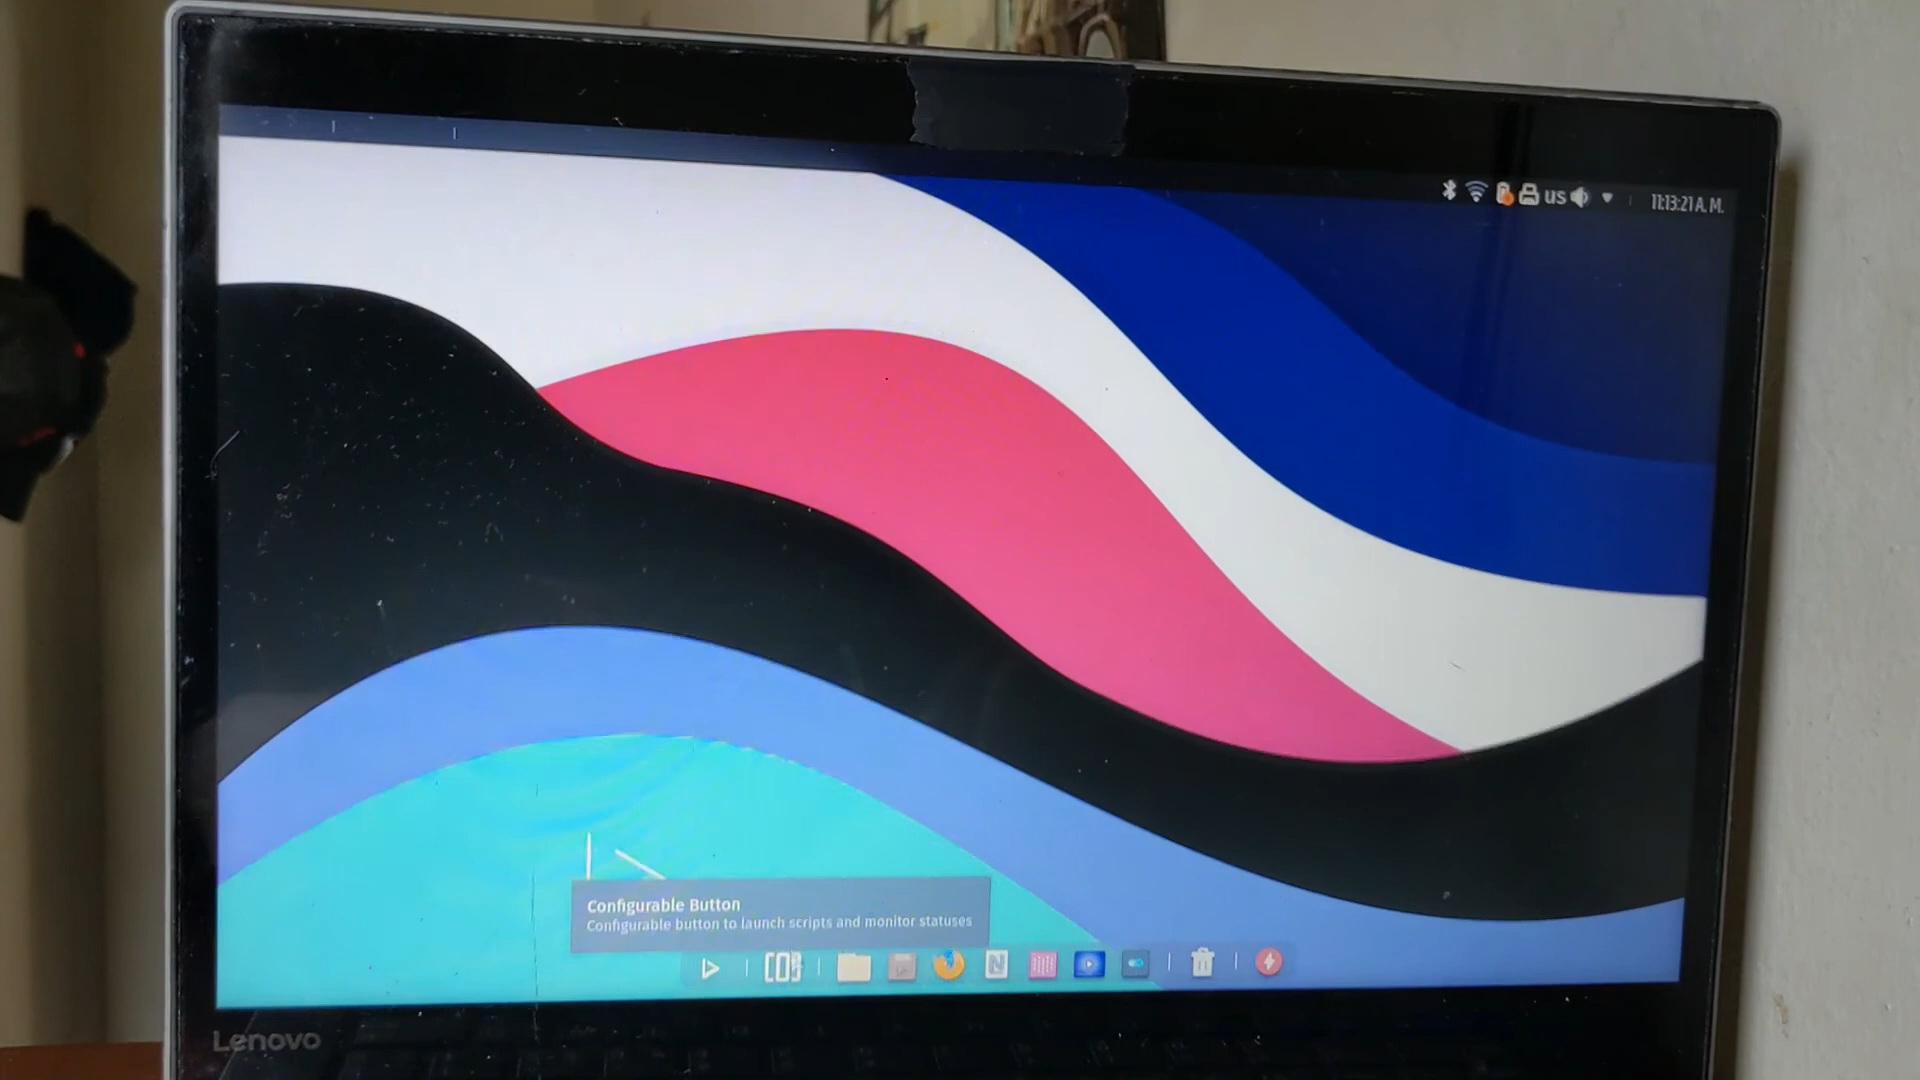 US
11:13:21 A. M.
Configurable Button
Configurable button to launch scripts and monitor statuses
Lenovo